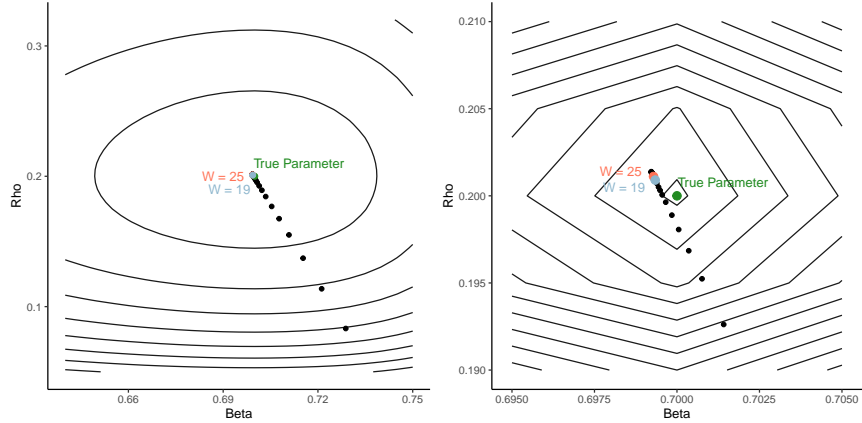 0.3
0.2
0.1
Rho
True Parameter
W = 25
W = 19
0.66
0.69
0.72
0.75
Beta
0.210
0.205
0.200
0.195
0.190
Rho
W = 25
True Parameter
W = 19
0.6950
0.6975
0.7000
0.7025
0.7050
Beta